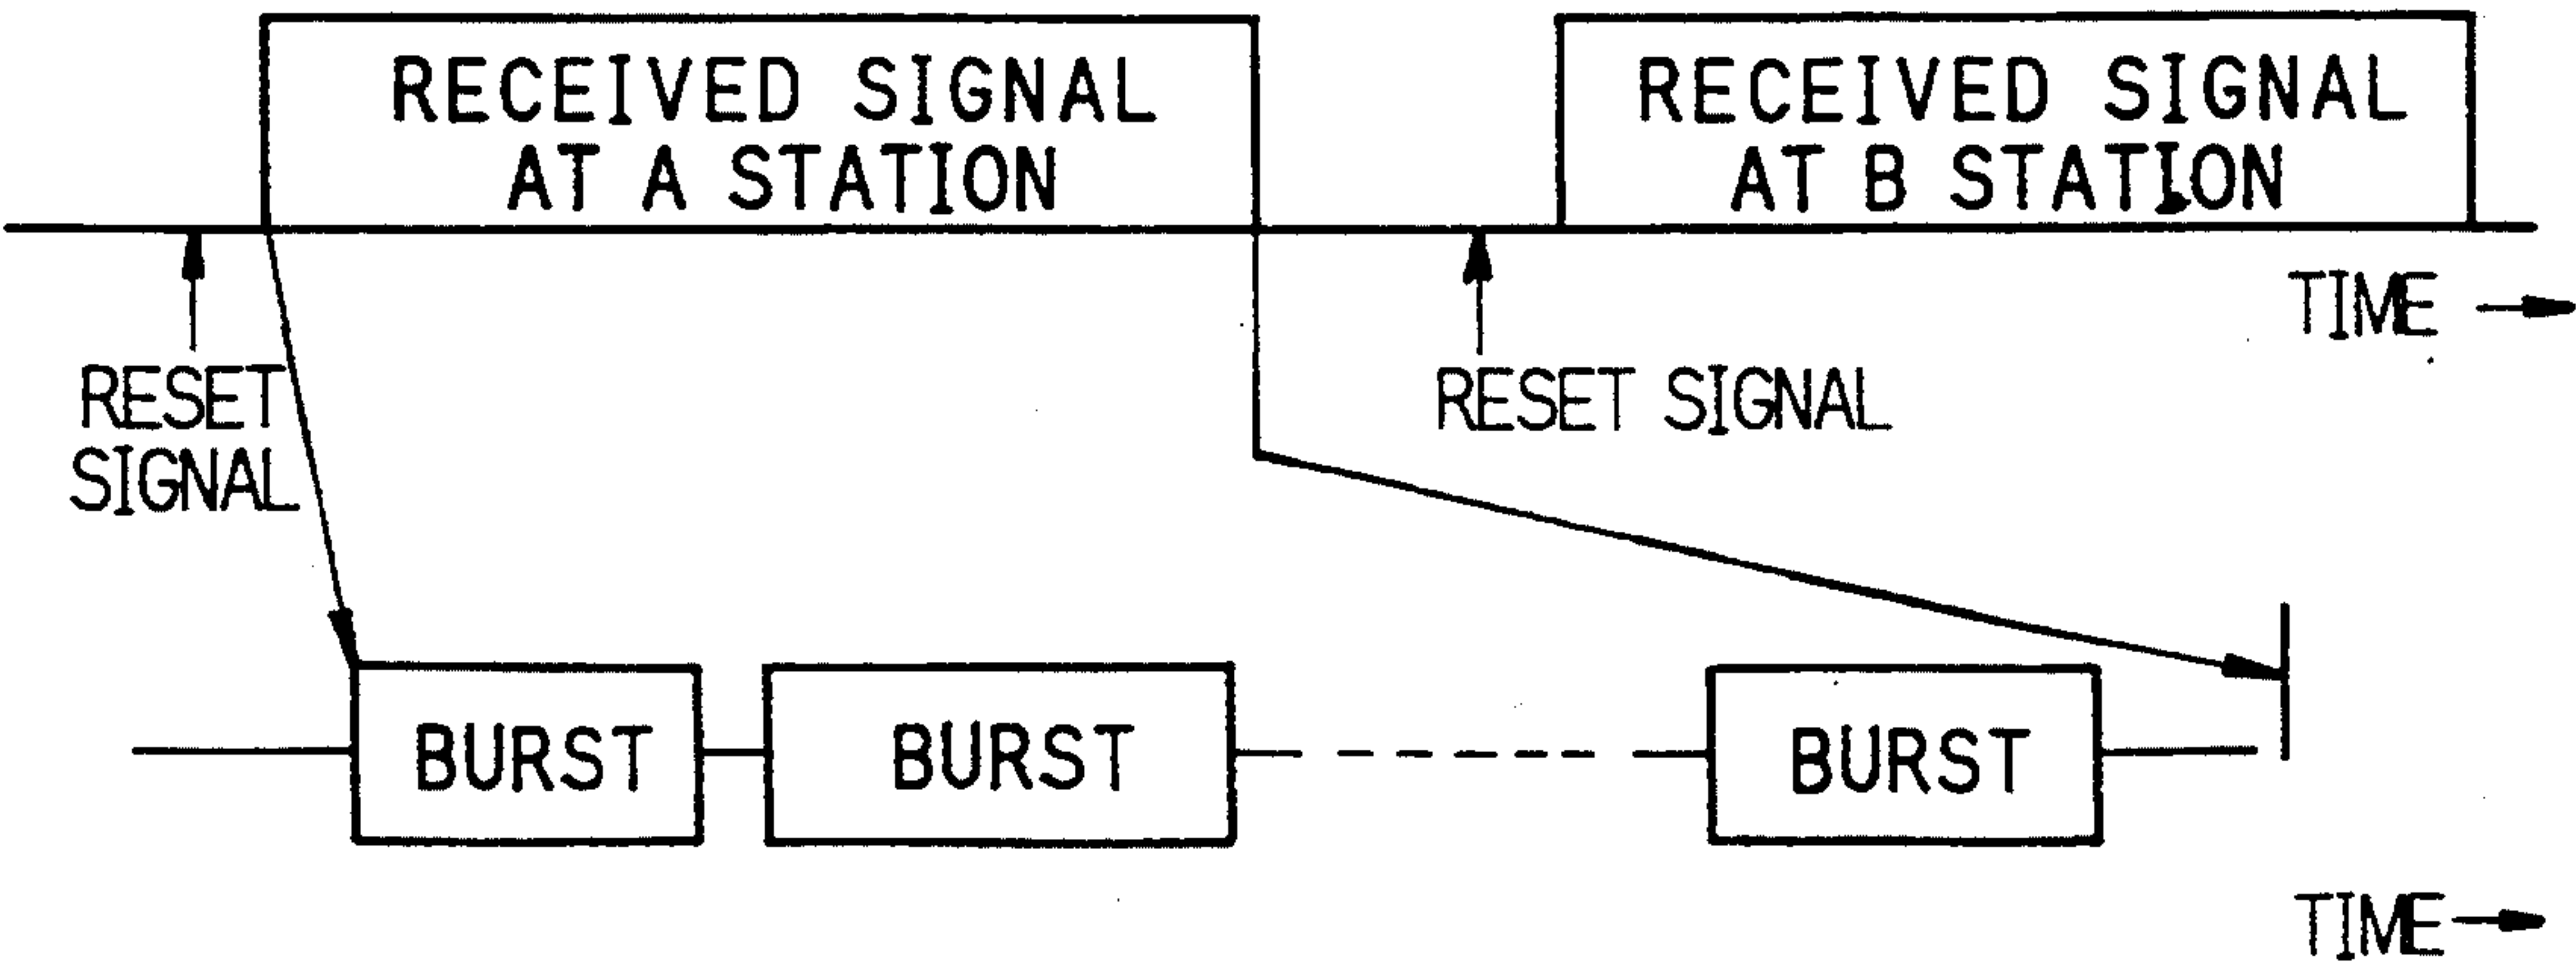 RECEIVED SIGNAL
AT A STATION
RECEIVED SIGNAL
AT B STATION
TIME
RESET
SIGNAL
RESET SIGNAL
BURST
BURST
BURST
TIME